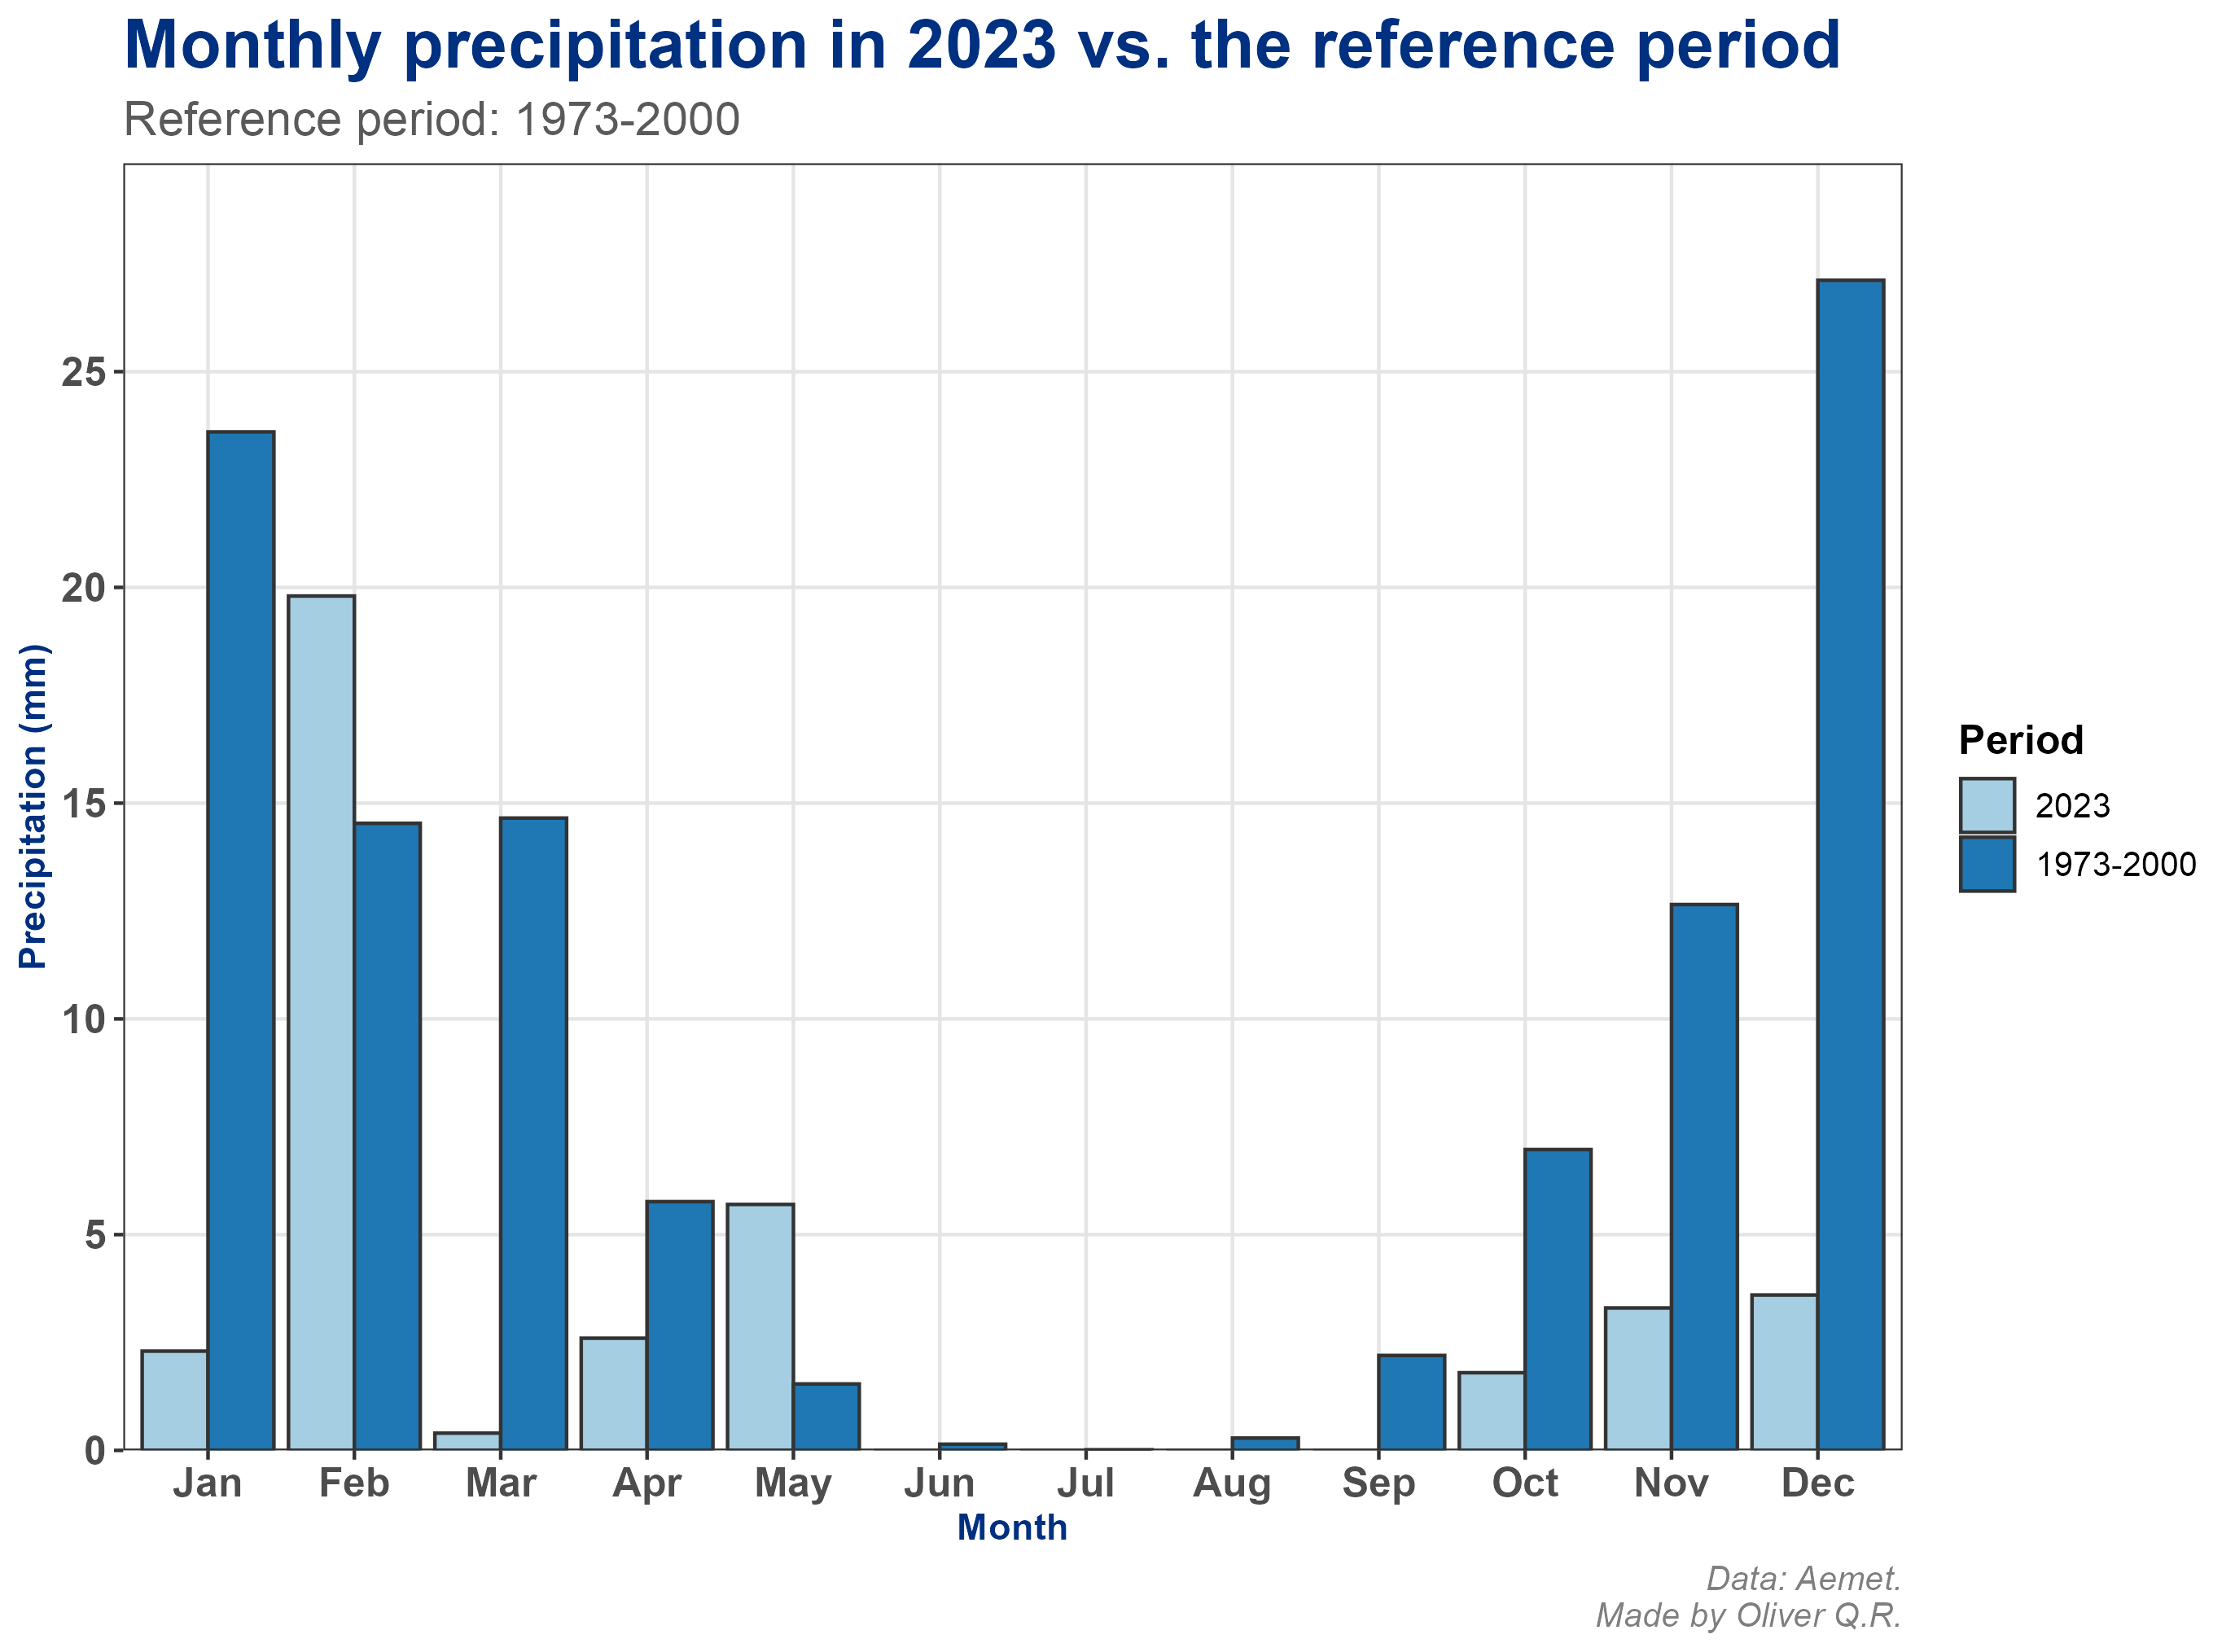 Monthly precipitation in 2023 vs. the reference period
Reference period: 1973-2000
Precipitation (mm)
25
20
15
10
5
0
Jan Feb Mar Apr May Jun Jul Aug Sep Oct Nov Dec
Month
Period
2023
1973-2000
Data: Aemet.
Made by Oliver Q.R.